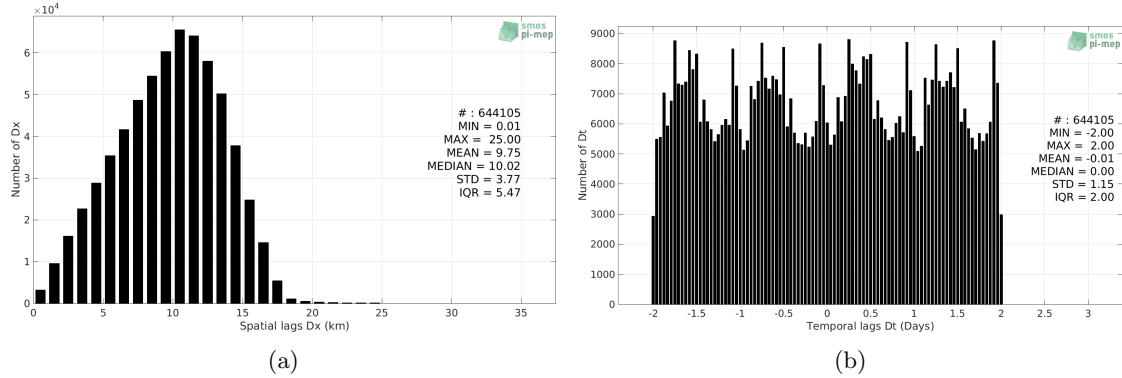 ×10⁴
6
5
4
3
2
1
0
Number of Dx
0 5 10 15 20 25 30 35
Spatial lags Dx (km)
smos
pi-mep
# : 644105
MIN = 0.01
MAX = 25.00
MEAN = 9.75
MEDIAN = 10.02
STD = 3.77
IQR = 5.47
(a)
9000
8000
7000
6000
5000
4000
3000
2000
1000
0
Number of Dt
-2 -1.5 -1 -0.5 0 0.5 1 1.5 2 2.5 3
Temporal lags Dt (Days)
smos
pi-mep
# : 644105
MIN = -2.00
MAX = 2.00
MEAN = -0.01
MEDIAN = 0.00
STD = 1.15
IQR = 2.00
(b)